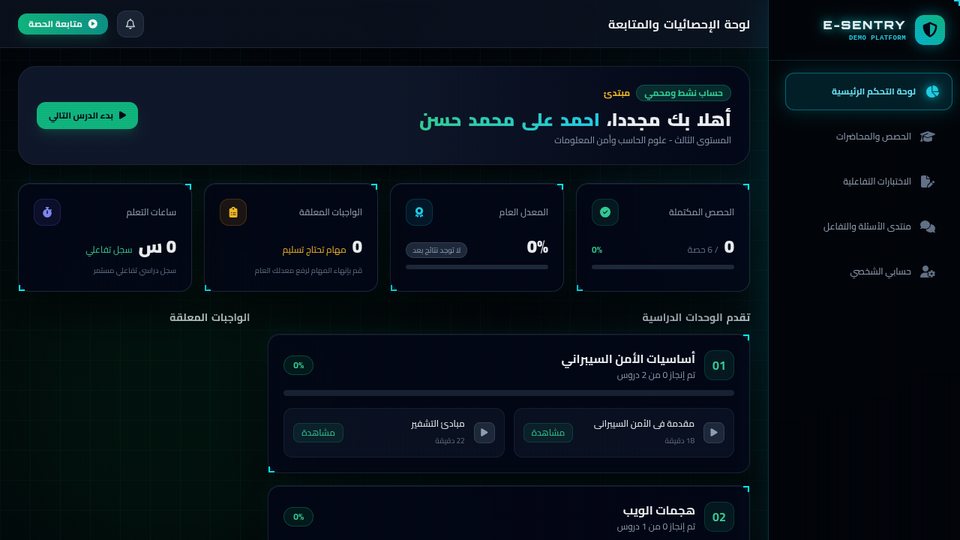 E-SENTRY
DEMO PLATFORM
لوحة التحكم الرئيسية
الحصص والمحاضرات
الاختبارات التفاعلية
منتدى الأسئلة والتفاعل
حسابي الشخصي
لوحة الإحصائيات والمتابعة
متابعة الحصة
حساب نشط ومحمي مبتدئ
أهلا بك مجددا، احمد على محمد حسن
المستوى الثالث - علوم الحاسب وأمن المعلومات
بدء الدرس التالي
الحصص المكتملة
0 / 6 حصة
0%
المعدل العام
0%
لا توجد نتائج بعد
الواجبات المعلقة
0 مهام تحتاج تسليم
قم بإنهاء المهام لرفع معدلك العام
ساعات التعلم
0 س سجل تفاعلي
سجل دراسي تفاعلي مستمر
تقدم الوحدات الدراسية
الواجبات المعلقة
01
أساسيات الأمن السيبراني
تم إنجاز 0 من 2 دروس
0%
مقدمة فى الأمن السيبرانى
18 دقيقة
مشاهدة
مبادئ التشفير
22 دقيقة
مشاهدة
02
هجمات الويب
تم إنجاز 0 من 1 دروس
0%